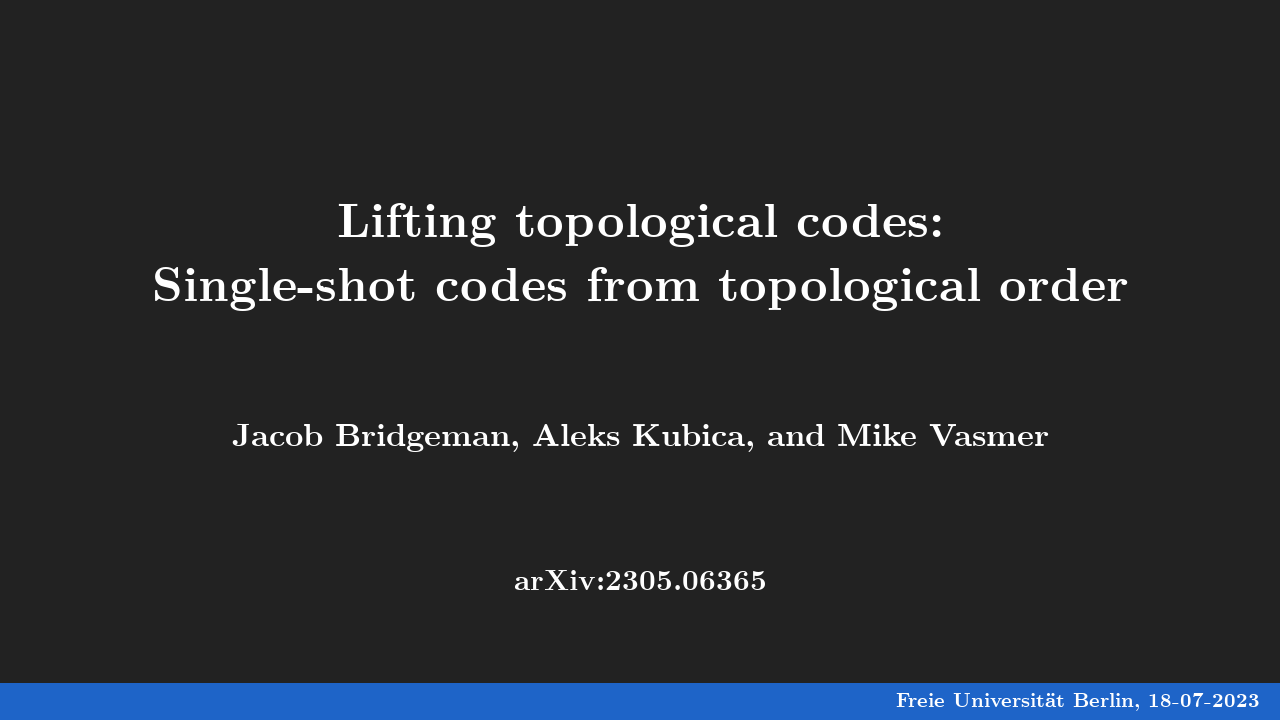 Lifting topological codes:
Single-shot codes from topological order
Jacob Bridgeman, Aleks Kubica, and Mike Vasmer
arXiv:2305.06365
Freie Universität Berlin, 18-07-2023